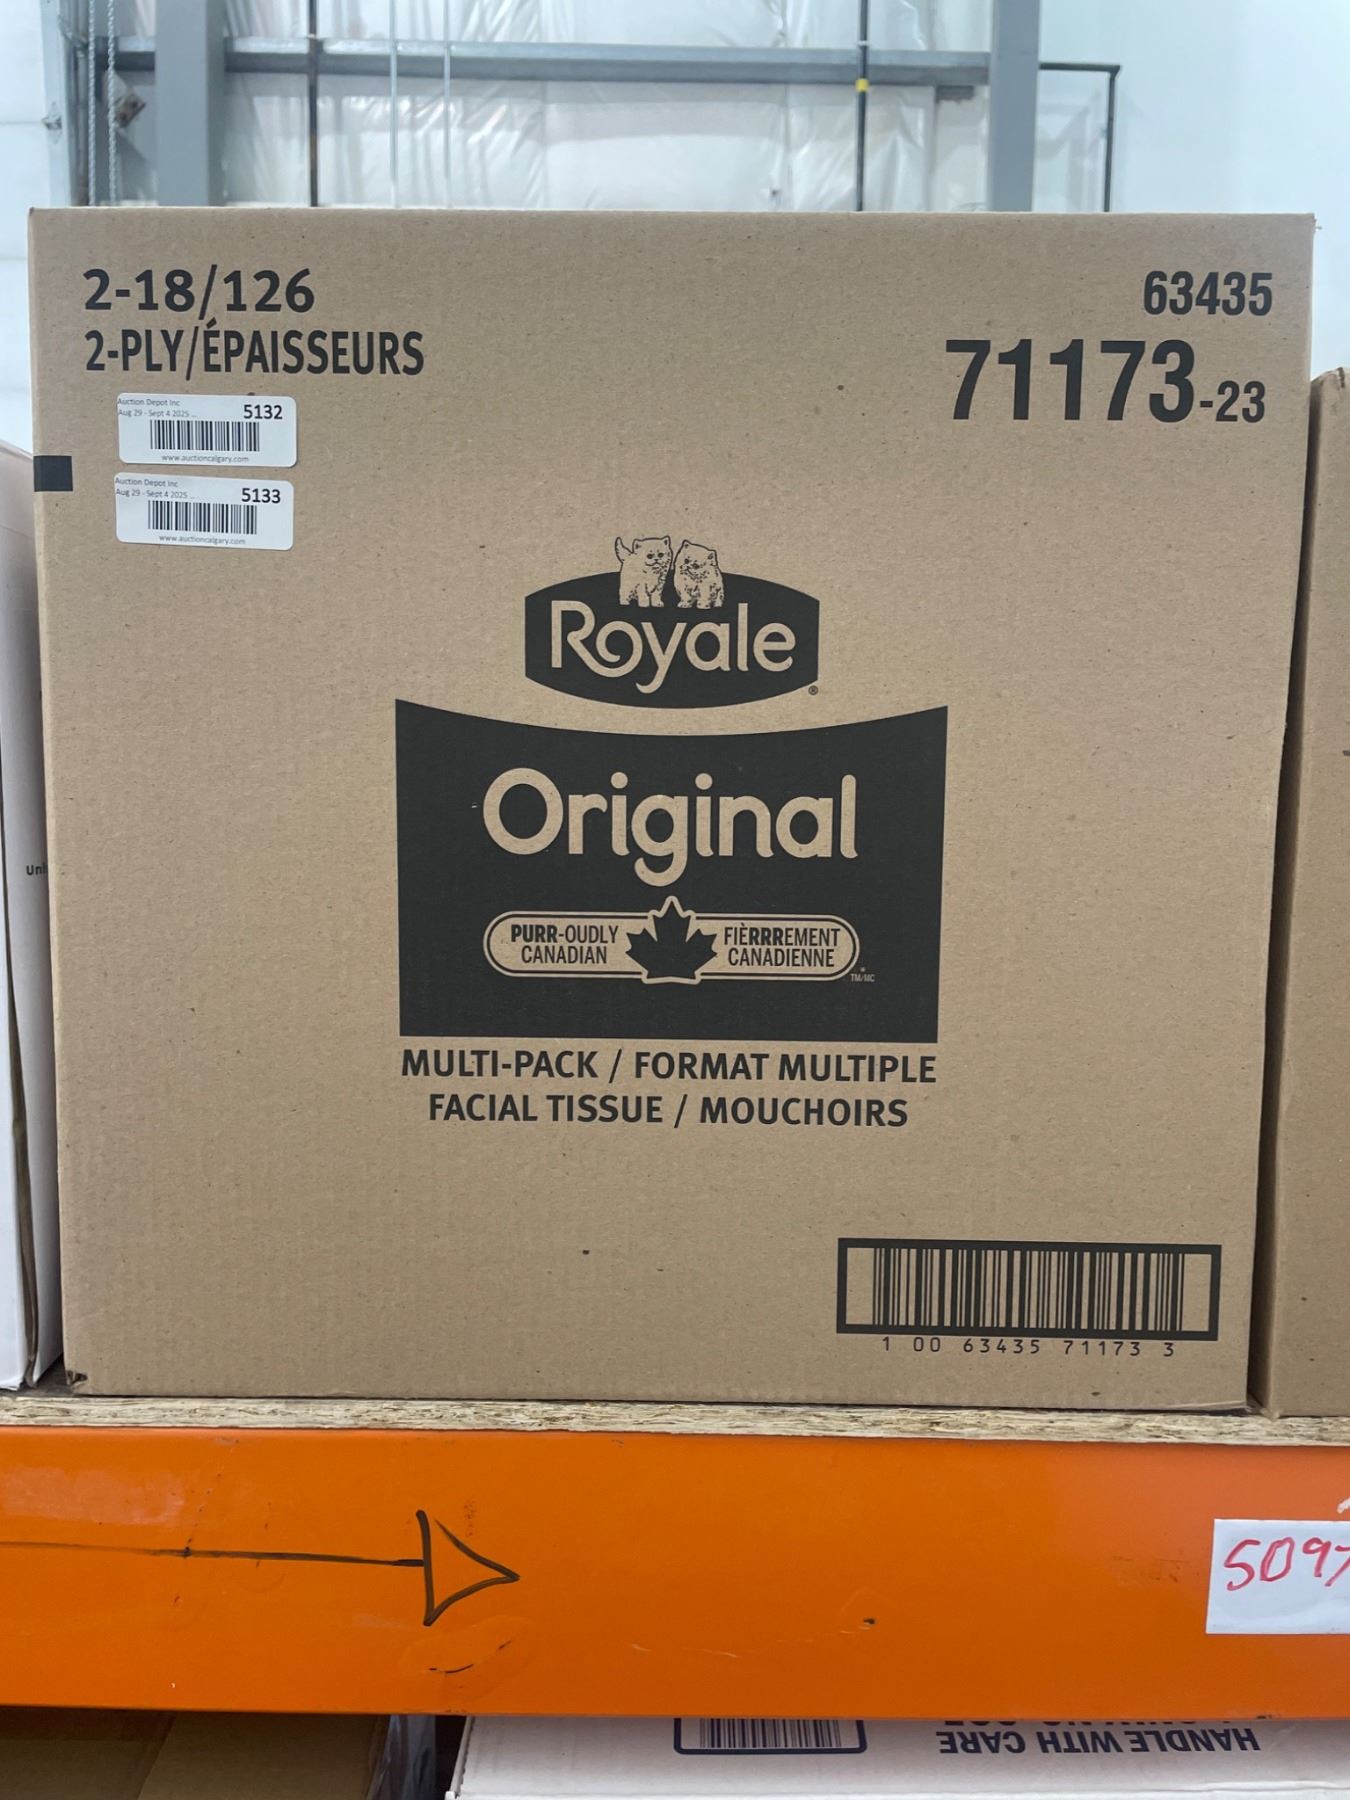 2-18/126
2-PLY/ÉPAISSEURS
63435
71173-23
Auction Depot Inc
Aug 29 - Sept 4 2025 ...
5132
www.auctioncalgary.com
Auction Depot Inc
Aug 29 - Sept 4 2025 ...
5133
www.auctioncalgary.com
Royale®
Original
PURR-OUDLY
CANADIAN
FIÈRRREMENT
CANADIENNE
TM/MC
MULTI-PACK / FORMAT MULTIPLE
FACIAL TISSUE / MOUCHOIRS
1 00 63435 71173 3
HANDLE WITH CARE